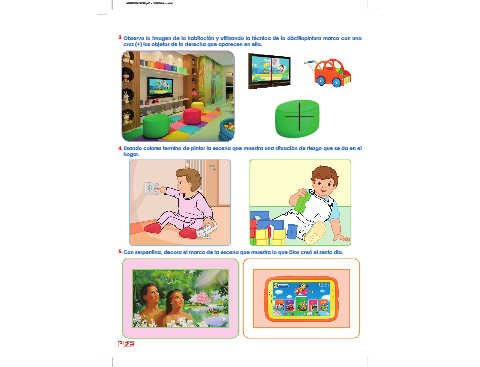 3. Observa la imagen de la habitación y utilizando la técnica de la dáctilopintura marca con una
cruz (+) los objetos de la derecha que aparecen en ella.
4. Usando colores termina de pintar la escena que muestra una situación de riesgo que se da en el
hogar.
5. Con serpentina, decora el marco de la escena que muestra lo que Dios creó el sexto día.